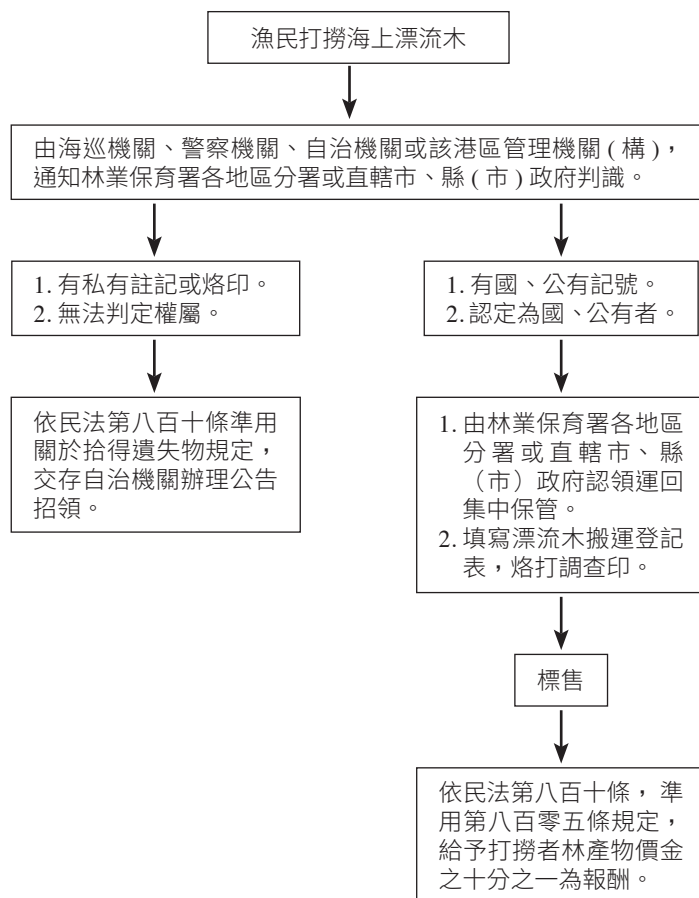 漁民打撈海上漂流木
由海巡機關、警察機關、自治機關或該港區管理機關 ( 構 )，
通知林業保育署各地區分署或直轄市、縣 ( 市 ) 政府判識。
1. 有私有註記或烙印。
2. 無法判定權屬。
1. 有國、公有記號。
2. 認定為國、公有者。
依民法第八百十條準用
關於拾得遺失物規定，
交存自治機關辦理公告
招領。
1. 由林業保育署各地區
分署或直轄市、縣
（市）政府認領運回
集中保管。
2. 填寫漂流木搬運登記
表，烙打調查印。
標售
依民法第八百十條， 準
用第八百零五條規定，
給予打撈者林產物價金
之十分之一為報酬。